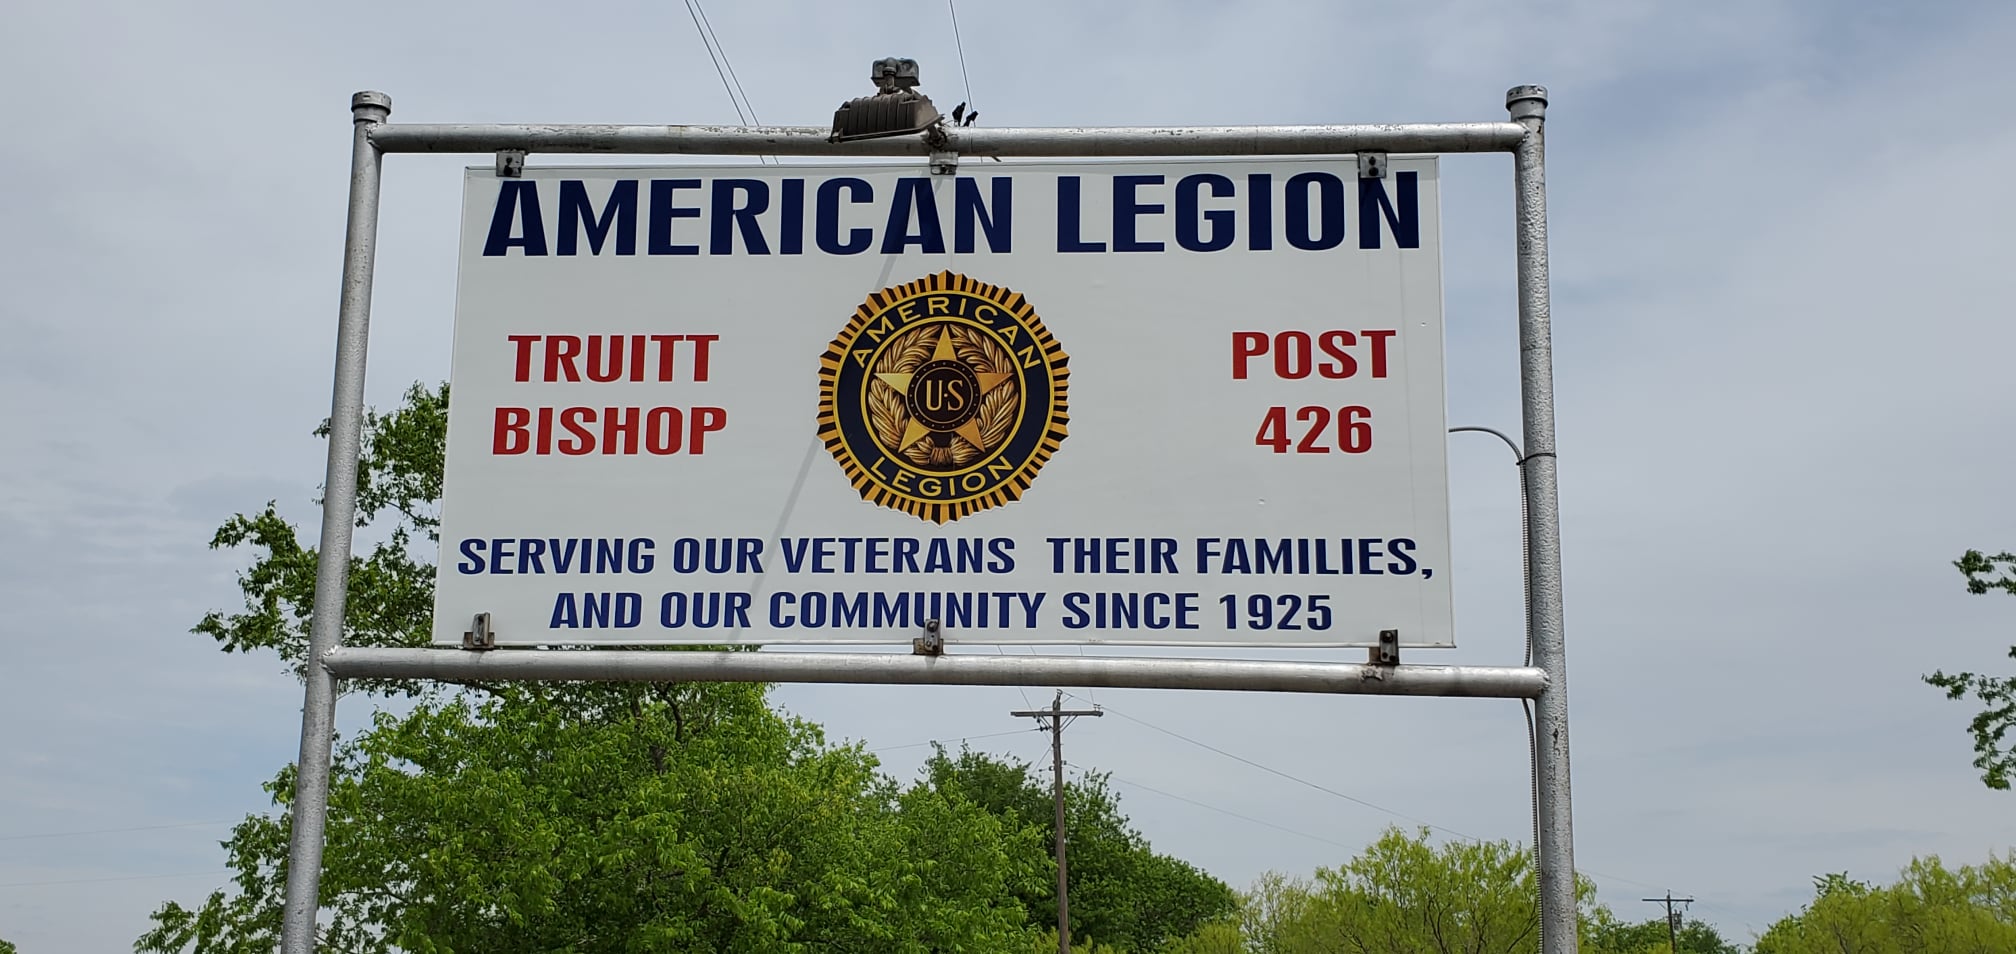 AMERICAN LEGION
TRUITT
BISHOP
AMERICAN
U·S
LEGION
POST
426
SERVING OUR VETERANS THEIR FAMILIES,
AND OUR COMMUNITY SINCE 1925